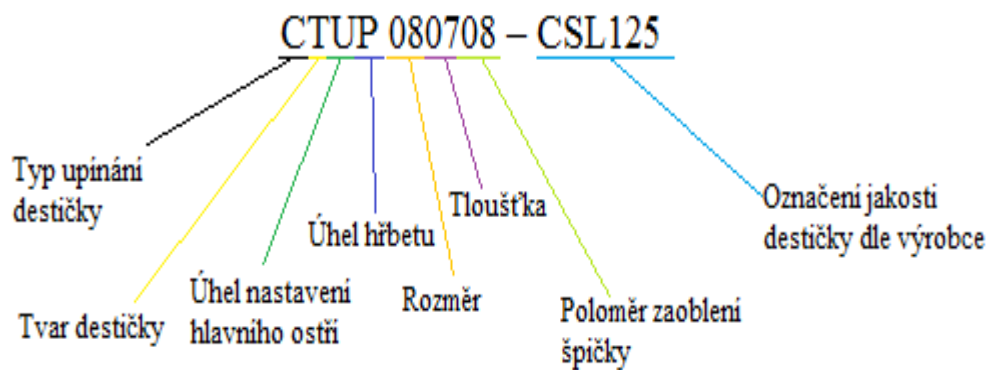 CTUP 080708 – CSL125
Typ upínání
destičky
Tvar destičky
Úhel nastavení
hlavního ostří
Úhel hřbetu
Rozměr
Tloušťka
Poloměr zaoblení
špičky
Označení jakosti
destičky dle výrobce